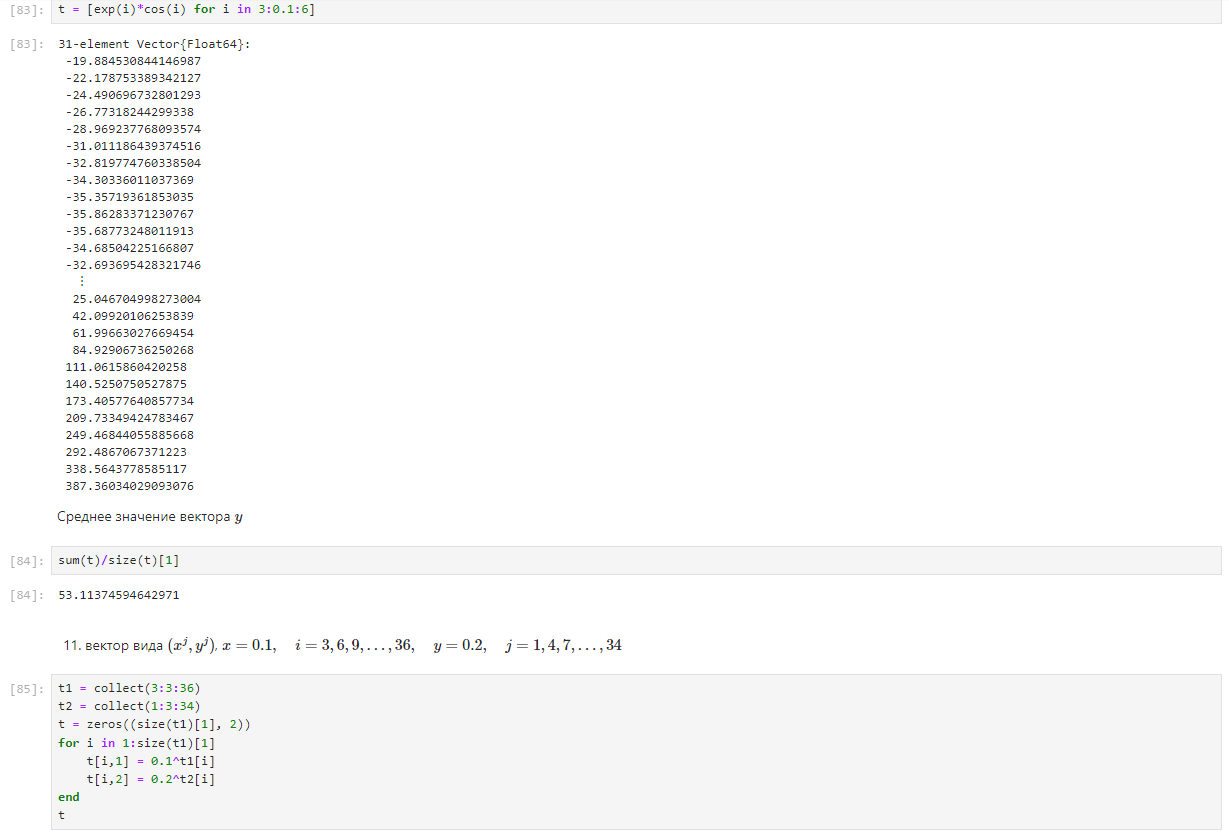 [83]: t = [exp(i)*cos(i) for i in 3:0.1:6]
[83]: 31-element Vector{Float64}:
-19.884530844146987
-22.178753389342127
-24.490696732801293
-26.77318244299338
-28.969237768093574
-31.011186439374516
-32.819774760338504
-34.30336011037369
-35.35719361853035
-35.86283371230767
-35.68773248011913
-34.68504225166807
-32.693695428321746
⋮
25.046704998273004
42.09920106253839
61.99663027669454
84.92906736250268
111.0615860420258
140.5250750527875
173.40577640857734
209.73349424783467
249.46844055885668
292.4867067371223
338.5643778585117
387.36034029093076
Среднее значение вектора y
[84]: sum(t)/size(t)[1]
[84]: 53.11374594642971
11. вектор вида (x^j, y^j), x = 0.1, i = 3, 6, 9, …, 36, y = 0.2, j = 1, 4, 7, …, 34
[85]: t1 = collect(3:3:36)
t2 = collect(1:3:34)
t = zeros((size(t1)[1], 2))
for i in 1:size(t1)[1]
    t[i,1] = 0.1^t1[i]
    t[i,2] = 0.2^t2[i]
end
t